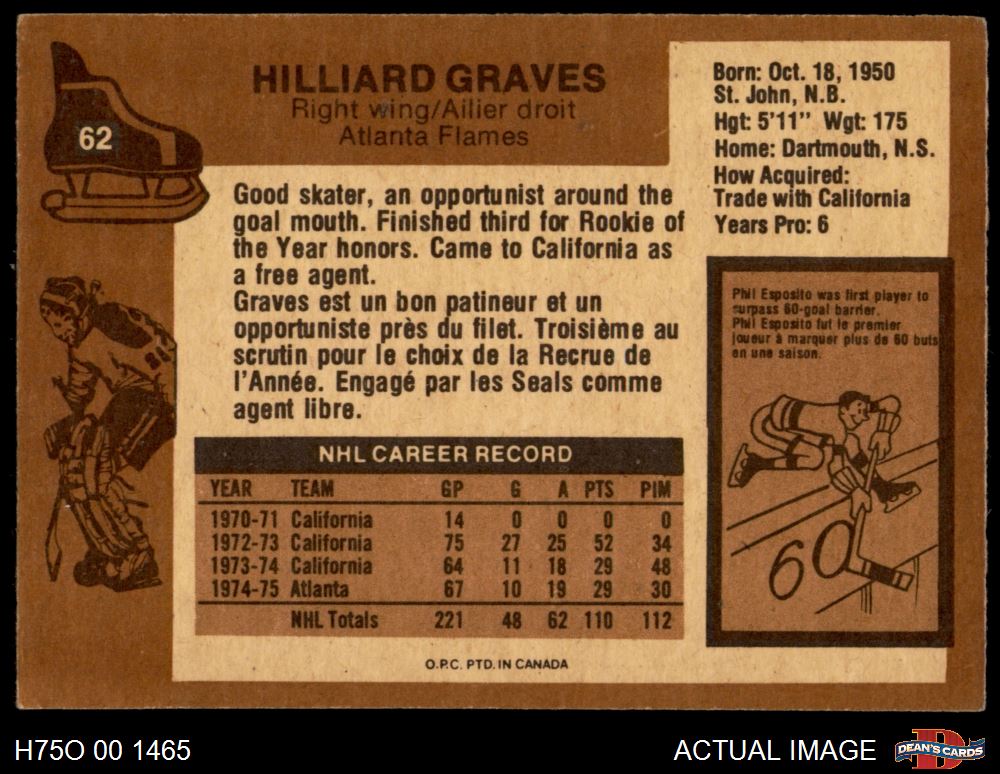 62
HILLIARD GRAVES
Right wing/Ailier droit
Atlanta Flames
Born: Oct. 18, 1950
St. John, N.B.
Hgt: 5'11" Wgt: 175
Home: Dartmouth, N.S.
How Acquired:
Trade with California
Years Pro: 6
Good skater, an opportunist around the
goal mouth. Finished third for Rookie of
the Year honors. Came to California as
a free agent.
Graves est un bon patineur et un
opportuniste près du filet. Troisième au
scrutin pour le choix de la Recrue de
l'Année. Engagé par les Seals comme
agent libre.
Phil Esposito was first player to
surpass 60-goal barrier.
Phil Esposito fut le premier
joueur à marquer plus de 60 buts
en une saison.
60
NHL CAREER RECORD
YEAR TEAM GP G A PTS PIM
1970-71 California 14 0 0 0 0
1972-73 California 75 27 25 52 34
1973-74 California 64 11 18 29 48
1974-75 Atlanta 67 10 19 29 30
NHL Totals 221 48 62 110 112
O.P.C. PTD. IN CANADA
H75O 00 1465
ACTUAL IMAGE
DEAN'S CARDS